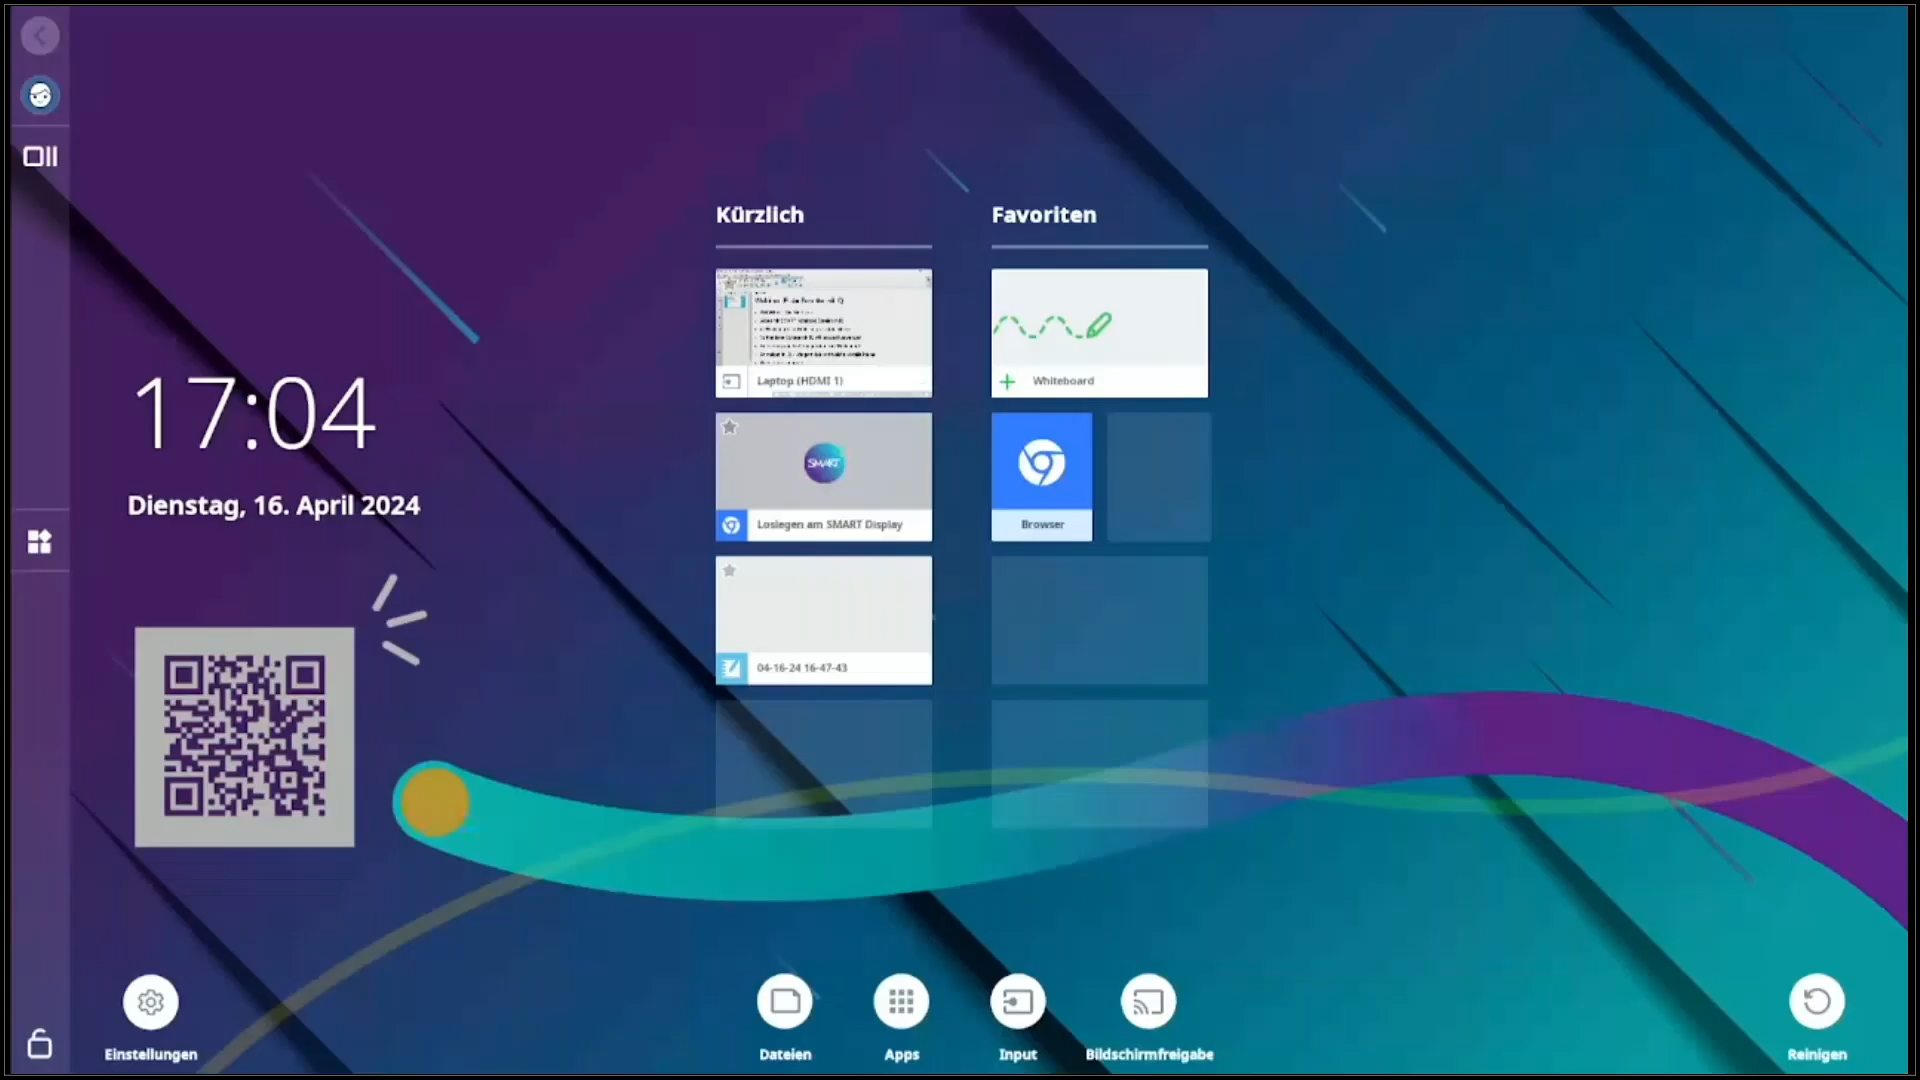 Kürzlich
Favoriten
Laptop (HDMI 1)
Whiteboard
17:04
Dienstag, 16. April 2024
SMART
Loslegen am SMART Display
Browser
04-16-24 16-47-43
Einstellungen
Dateien
Apps
Input
Bildschirmfreigabe
Reinigen